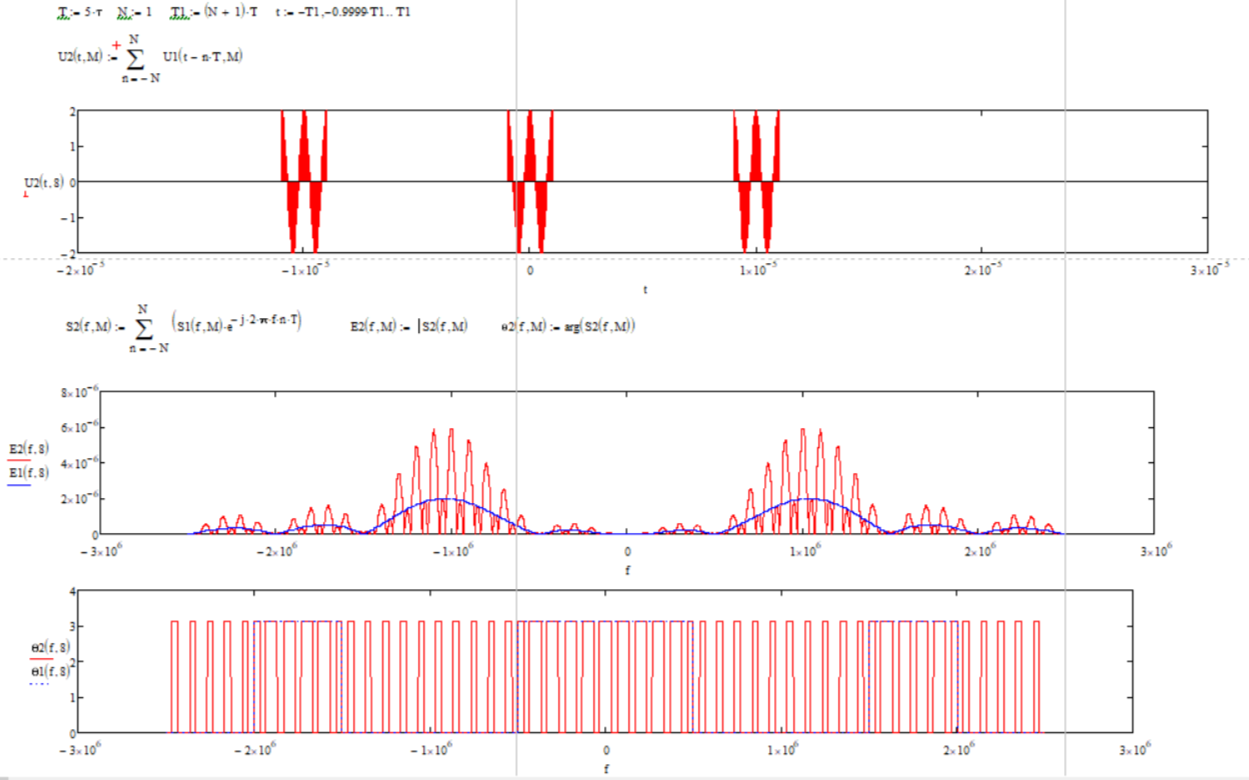 T := 5·τ   N := 1   T1 := (N + 1)·T   t := −T1,−0.9999·T1.. T1
N
U2(t,M) := ∑ U1(t − n·T,M)
n = − N
2
1
U2(t,8) 0
−1
−2
−2×10^−5   −1×10^−5   0   1×10^−5   2×10^−5   3×10^−5
t
N
S2(f,M) := ∑ (S1(f,M)·e^−j·2·π·f·n·T)   E2(f,M) := |S2(f,M)   θ2(f,M) := arg(S2(f,M))
n = − N
8×10^−6
6×10^−6
E2(f,8)
4×10^−6
E1(f,8)
2×10^−6
0
−3×10^6   −2×10^6   −1×10^6   0   1×10^6   2×10^6   3×10^6
f
4
3
θ2(f,8)
2
θ1(f,8)
1
0
−3×10^6   −2×10^6   −1×10^6   0   1×10^6   2×10^6   3×10^6
f